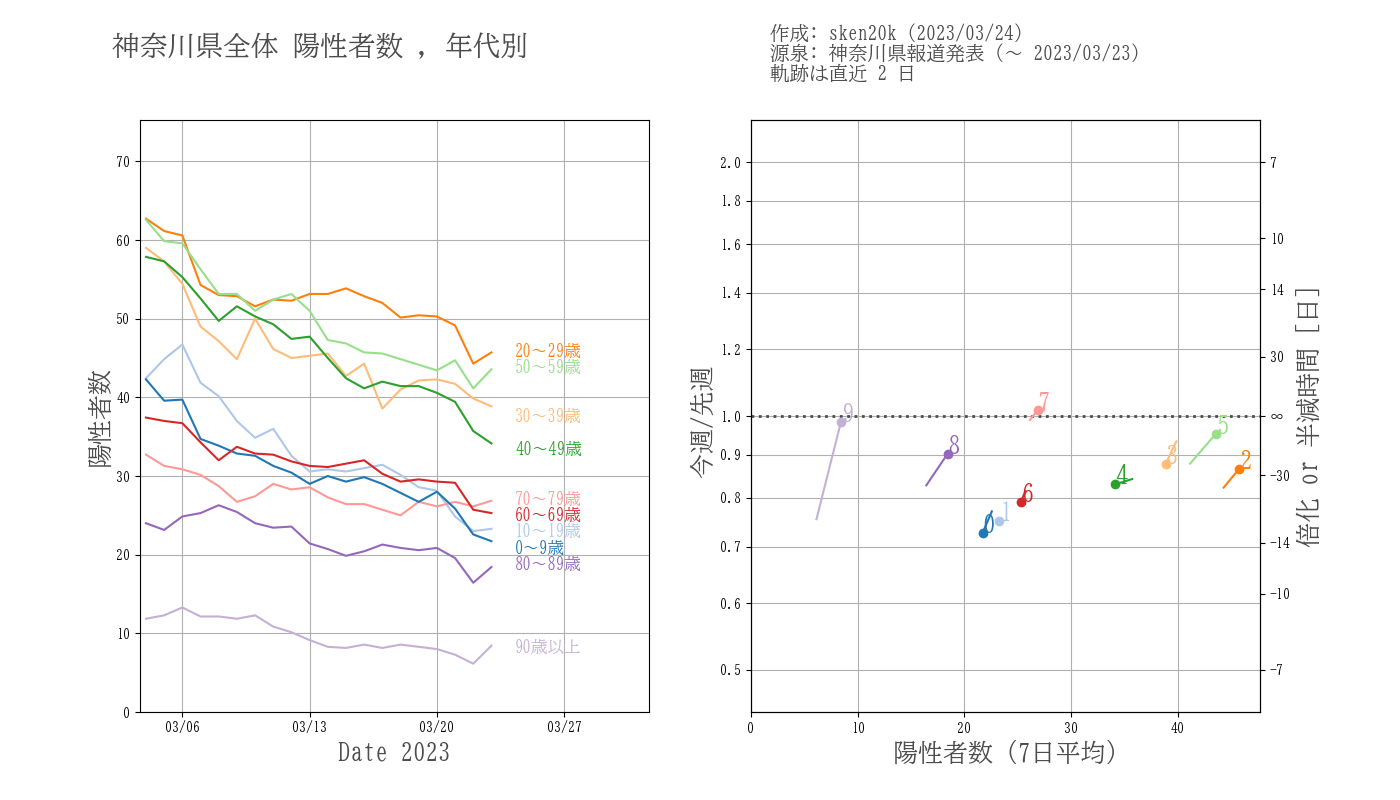 神奈川県全体 陽性者数 , 年代別
作成: sken20k (2023/03/24)
源泉: 神奈川県報道発表 (～ 2023/03/23)
軌跡は直近 2 日
陽性者数
70
60
50
40
30
20
10
0
03/06
03/13
03/20
03/27
Date 2023
20～29歳
50～59歳
30～39歳
40～49歳
70～79歳
60～69歳
10～19歳
0～9歳
80～89歳
90歳以上
今週/先週
2.0
1.8
1.6
1.4
1.2
1.0
0.9
0.8
0.7
0.6
0.5
0
10
20
30
40
陽性者数 (7日平均)
9
7
8
5
3
2
4
6
1
0
7
10
14
30
∞
−30
−14
−10
−7
倍化 or 半減時間 [日]